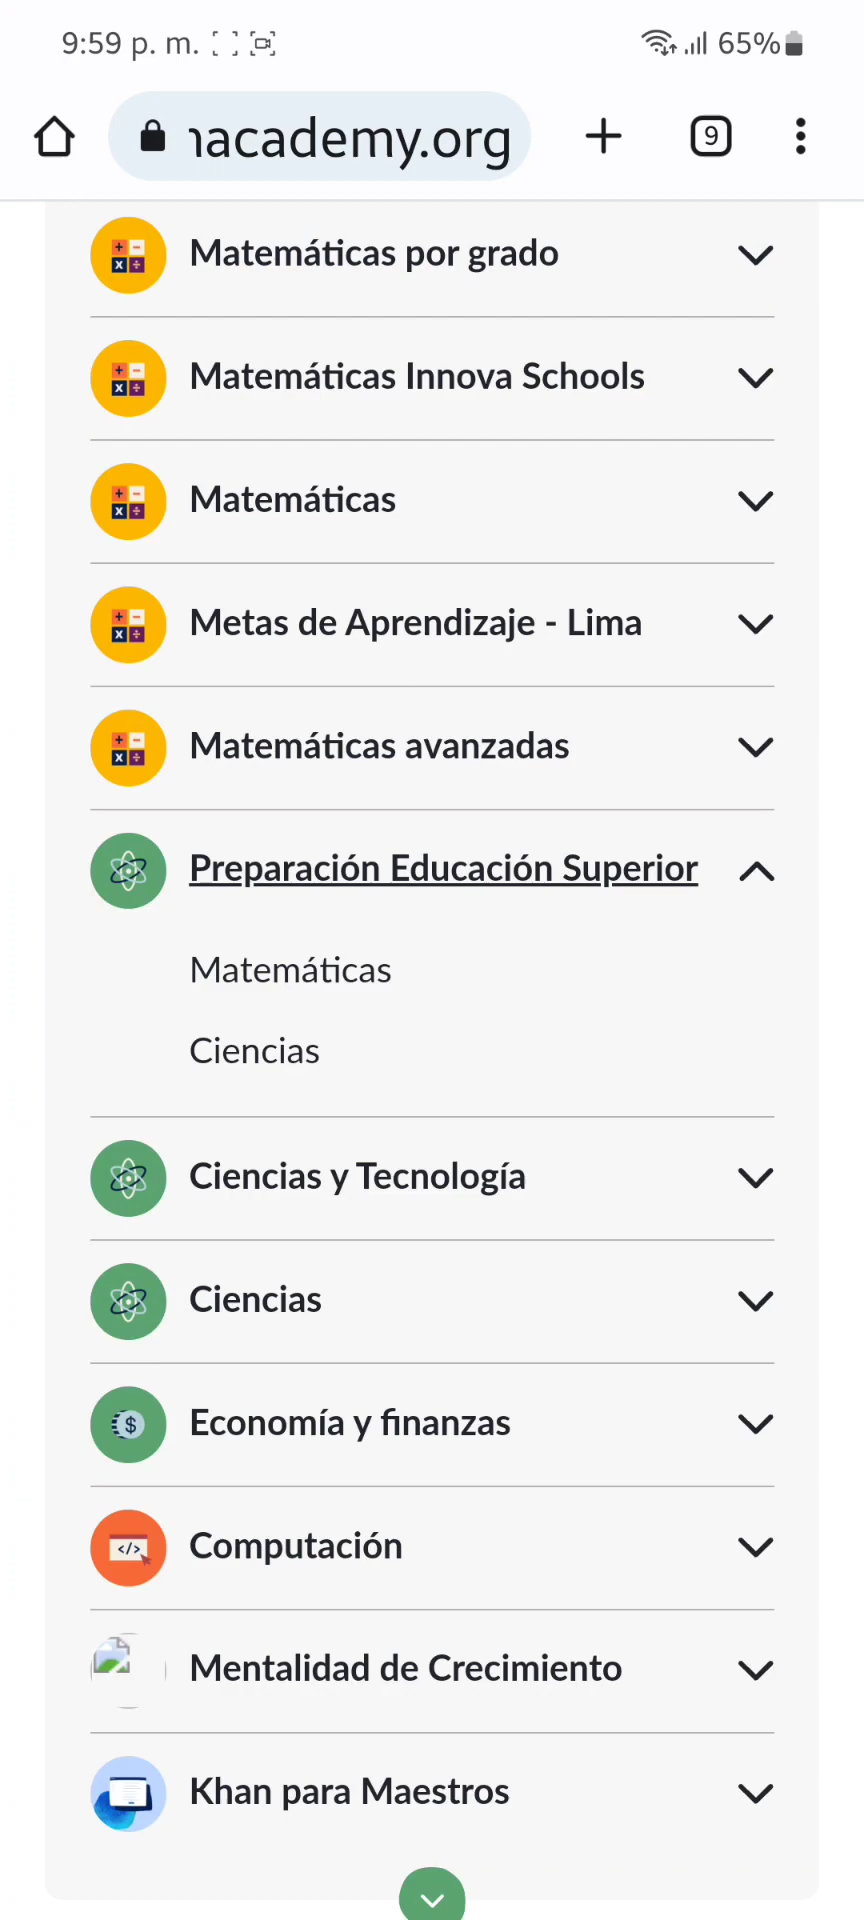 9:59 p. m. 65%
nacademy.org 9
Matemáticas por grado
Matemáticas Innova Schools
Matemáticas
Metas de Aprendizaje - Lima
Matemáticas avanzadas
Preparación Educación Superior
Matemáticas
Ciencias
Ciencias y Tecnología
Ciencias
Economía y finanzas
Computación
Mentalidad de Crecimiento
Khan para Maestros